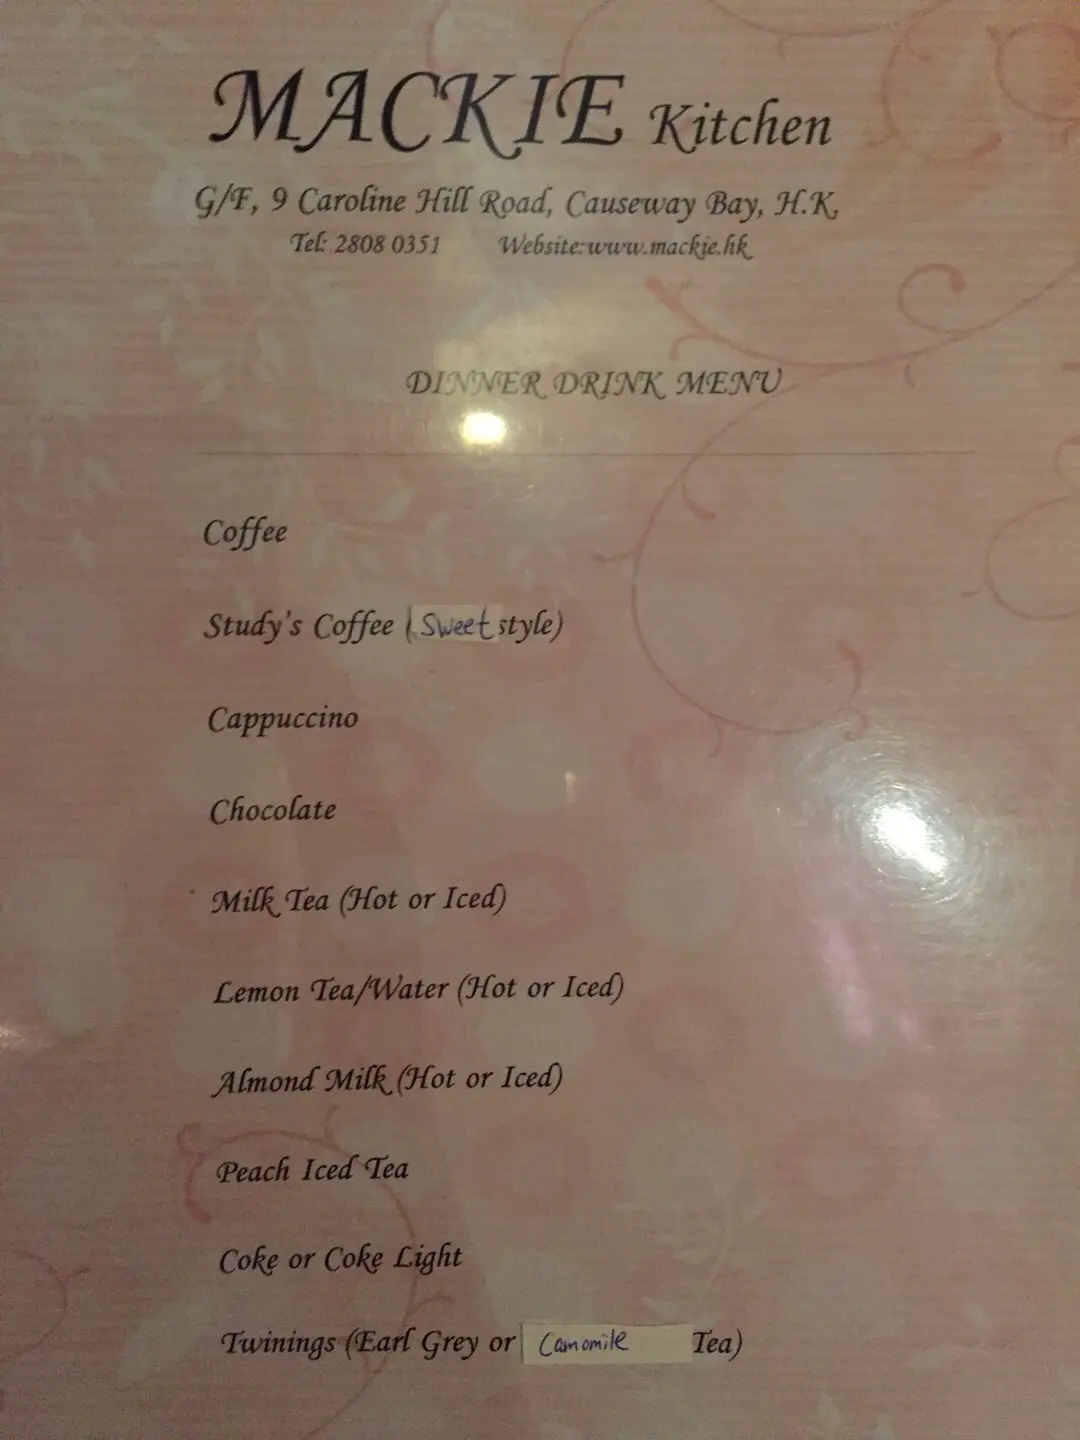 MACKIE Kitchen
G/F, 9 Caroline Hill Road, Causeway Bay, H.K.
Tel: 2808 0351 Website:www.mackie.hk
DINNER DRINK MENU
Coffee
Study's Coffee (Sweet style)
Cappuccino
Chocolate
Milk Tea (Hot or Iced)
Lemon Tea/Water (Hot or Iced)
Almond Milk (Hot or Iced)
Peach Iced Tea
Coke or Coke Light
Twinings (Earl Grey or Camomile Tea)